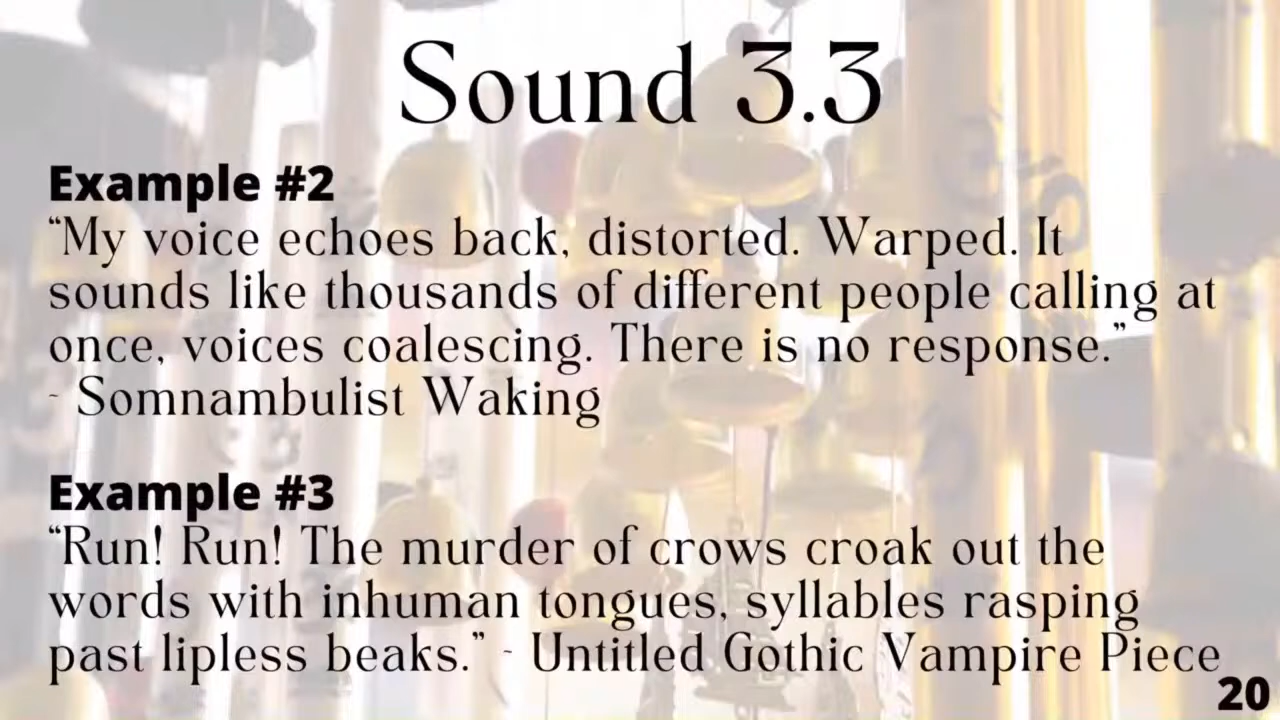 Sound 3.3
Example #2
“My voice echoes back, distorted. Warped. It
sounds like thousands of different people calling at
once, voices coalescing. There is no response.”
- Somnambulist Waking
Example #3
“Run! Run! The murder of crows croak out the
words with inhuman tongues, syllables rasping
past lipless beaks.” - Untitled Gothic Vampire Piece
20